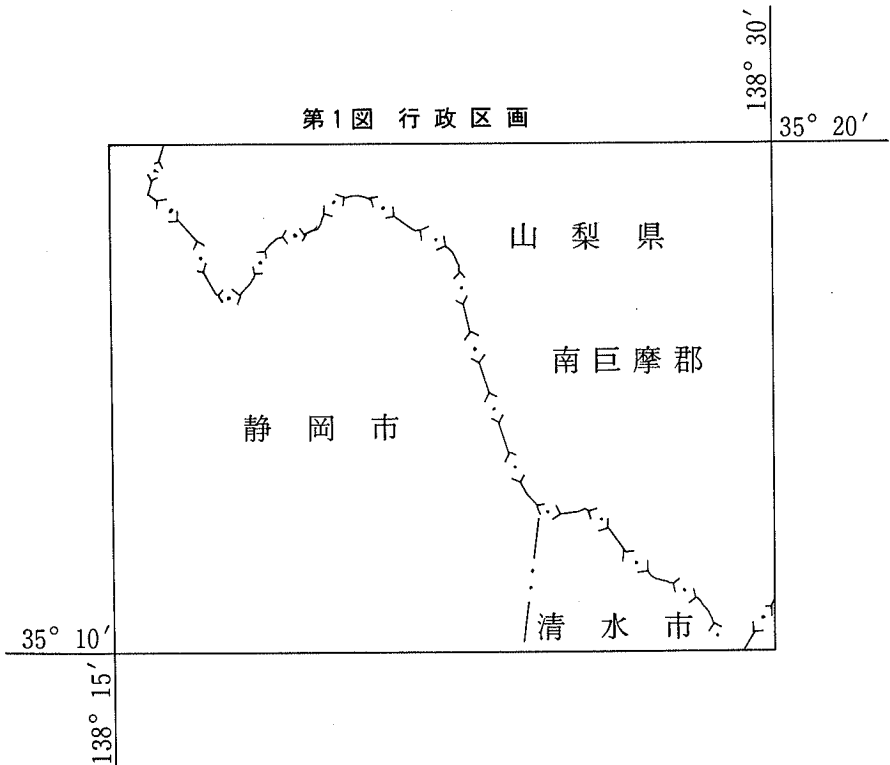 138° 30′
第1図 行政区画
35° 20′
山梨県
南巨摩郡
静岡市
清水市
35° 10′
138° 15′